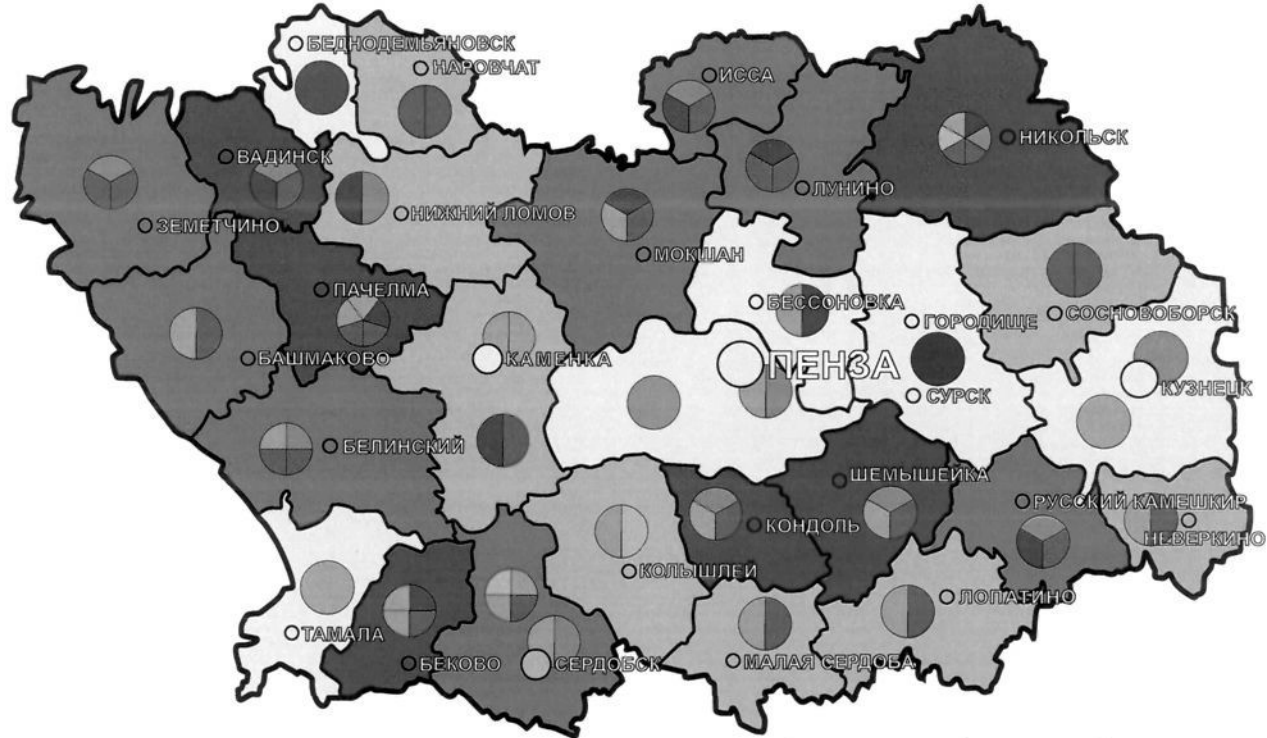 БЕДНОДЕМЬЯНОВСК
НАРОВЧАТ
ИССА
НИКОЛЬСК
ВАДИНСК
ЛУНИНО
ЗЕМЕТЧИНО
НИЖНИЙ ЛОМОВ
МОКШАН
ПАЧЕЛМА
БЕССОНОВКА
ГОРОДИЩЕ
СОСНОВОБОРСК
БАШМАКОВО
КАМЕНКА
ПЕНЗА
СУРСК
КУЗНЕЦК
БЕЛИНСКИЙ
ШЕМЫШЕЙКА
РУССКИЙ КАМЕШКИР
КОНДОЛЬ
НЕВЕРКИНО
КОЛЫШЛЕЙ
ЛОПАТИНО
ТАМАЛА
БЕКОВО
СЕРДОБСК
МАЛАЯ СЕРДОБА